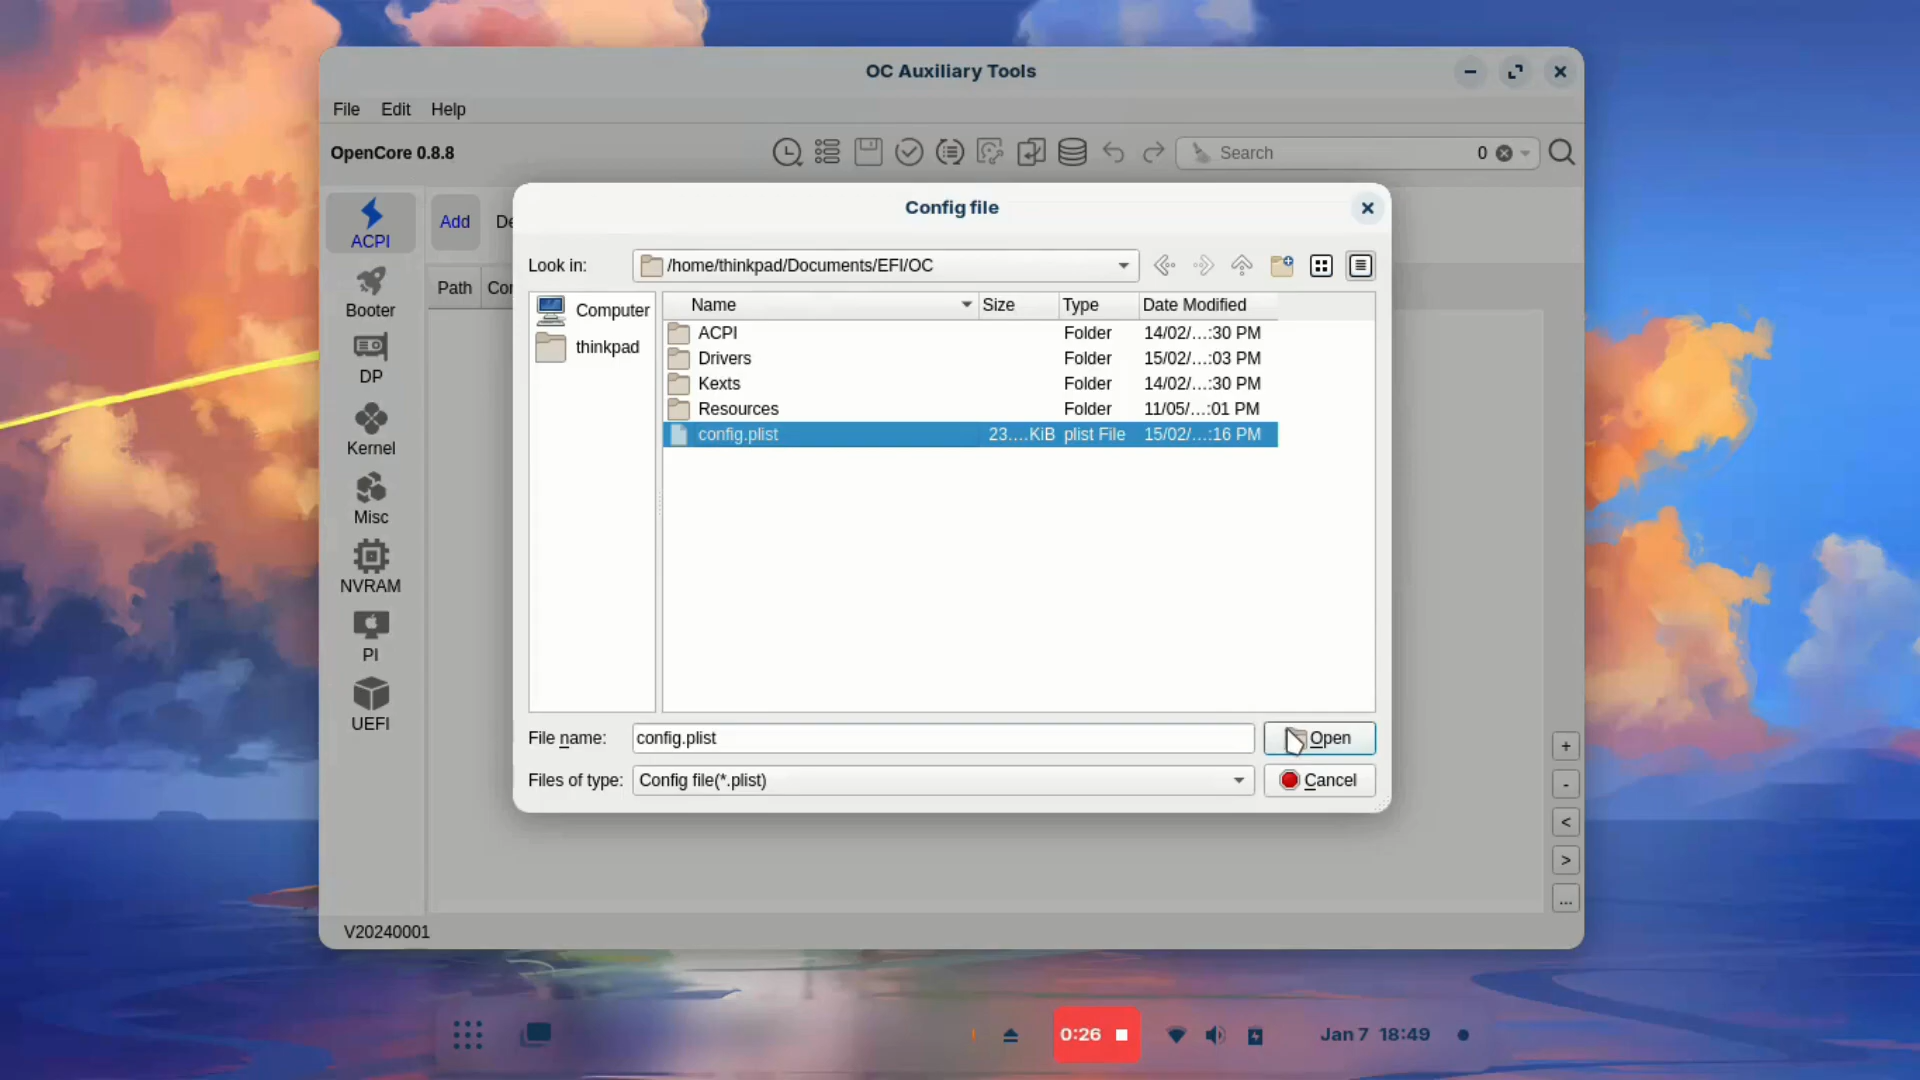 OC Auxiliary Tools
File Edit Help
OpenCore 0.8.8
Search 0
ACPI
Booter
DP
Kernel
Misc
NVRAM
PI
UEFI
Add De
Path Cor
Config file
Look in: /home/thinkpad/Documents/EFI/OC
Computer
thinkpad
Name Size Type Date Modified
ACPI Folder 14/02/...:30 PM
Drivers Folder 15/02/...:03 PM
Kexts Folder 14/02/...:30 PM
Resources Folder 11/05/...:01 PM
config.plist 23....KiB plist File 15/02/...:16 PM
File name: config.plist
Open
Files of type: Config file(*.plist)
Cancel
+
-
<
>
...
V20240001
0:26
Jan 7 18:49